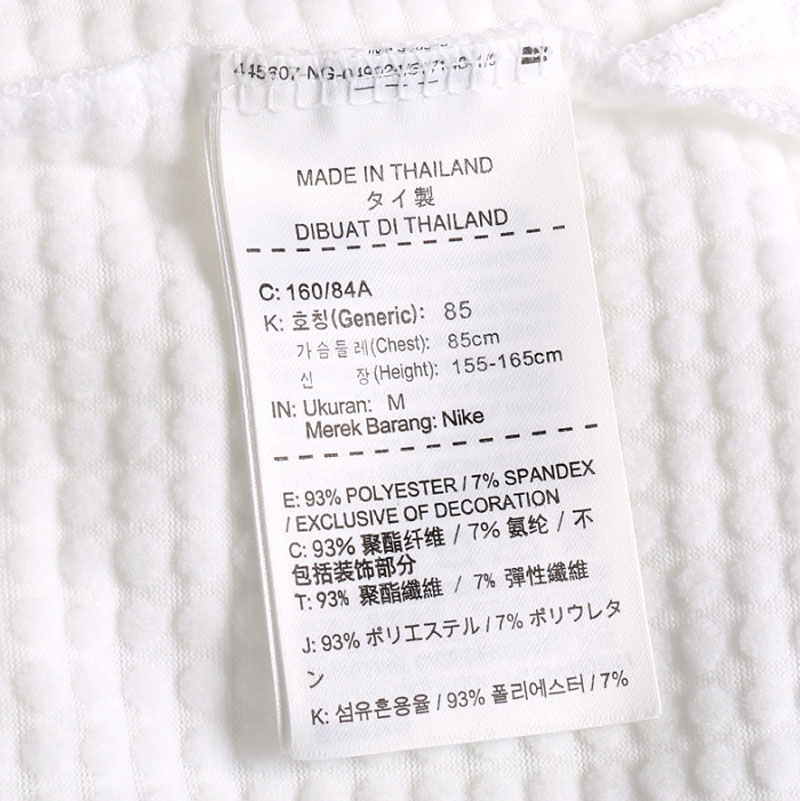 MADE IN THAILAND
タイ製
DIBUAT DI THAILAND
C: 160/84A
K: 호칭(Generic): 85
가슴둘레(Chest): 85cm
신 장(Height): 155-165cm
IN: Ukuran: M
Merek Barang: Nike
E: 93% POLYESTER / 7% SPANDEX
/ EXCLUSIVE OF DECORATION
C: 93% 聚酯纤维 / 7% 氨纶 / 不
包括装饰部分
T: 93% 聚酯纖維 / 7% 彈性纖維
J: 93% ポリエステル / 7% ポリウレタ
ン
K: 섬유혼용율 / 93% 폴리에스터 / 7%